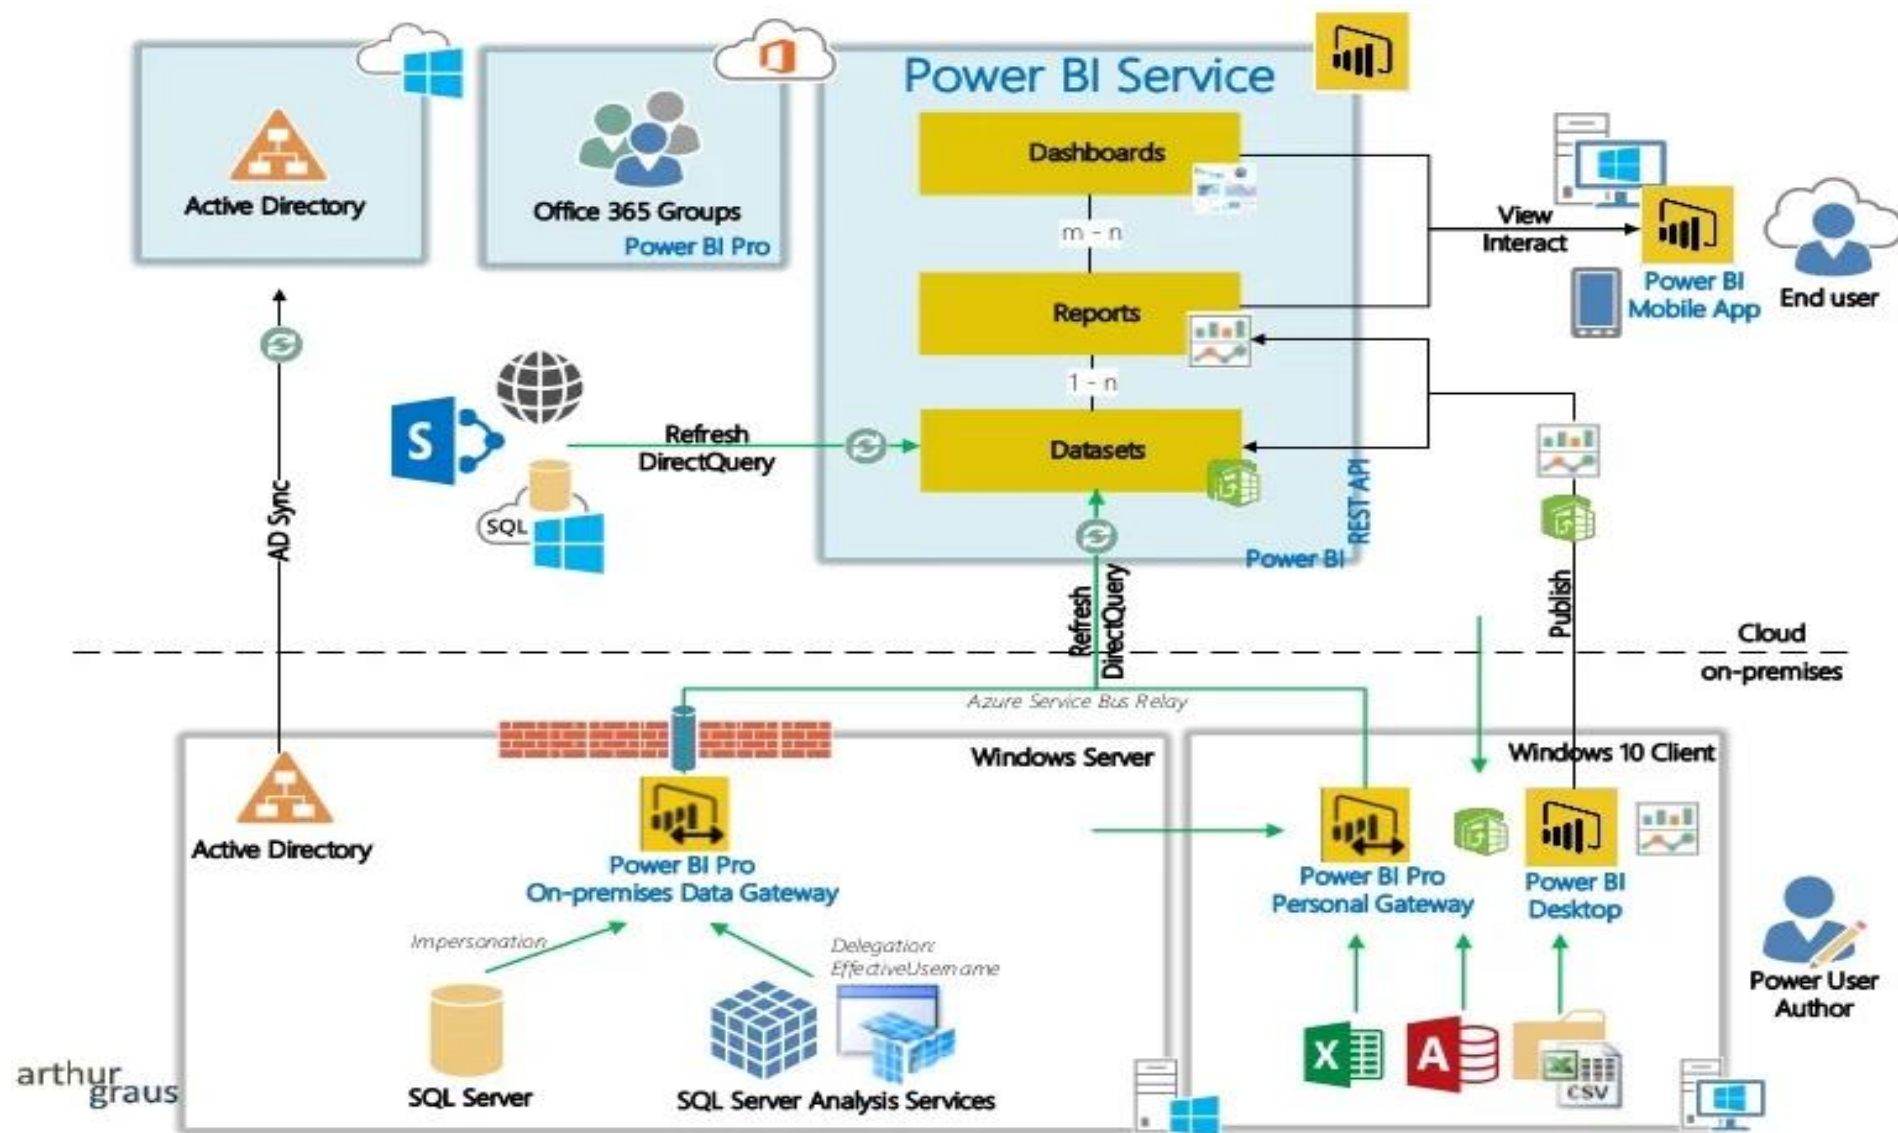 Power BI Service
Active Directory
Office 365 Groups
Power BI Pro
Dashboards
m - n
Reports
1 - n
Datasets
View
Interact
Power BI
Mobile App
End user
S
SQL
Refresh
DirectQuery
REST API
Power BI
AD Sync
Refresh
DirectQuery
Publish
Cloud
on-premises
Azure Service Bus Relay
Windows Server
Windows 10 Client
Active Directory
Power BI Pro
On-premises Data Gateway
Power BI Pro
Personal Gateway
Power BI
Desktop
Impersonation
Delegation:
EffectiveUsername
Power User
Author
X
A
CSV
SQL Server
SQL Server Analysis Services
arthur
graus